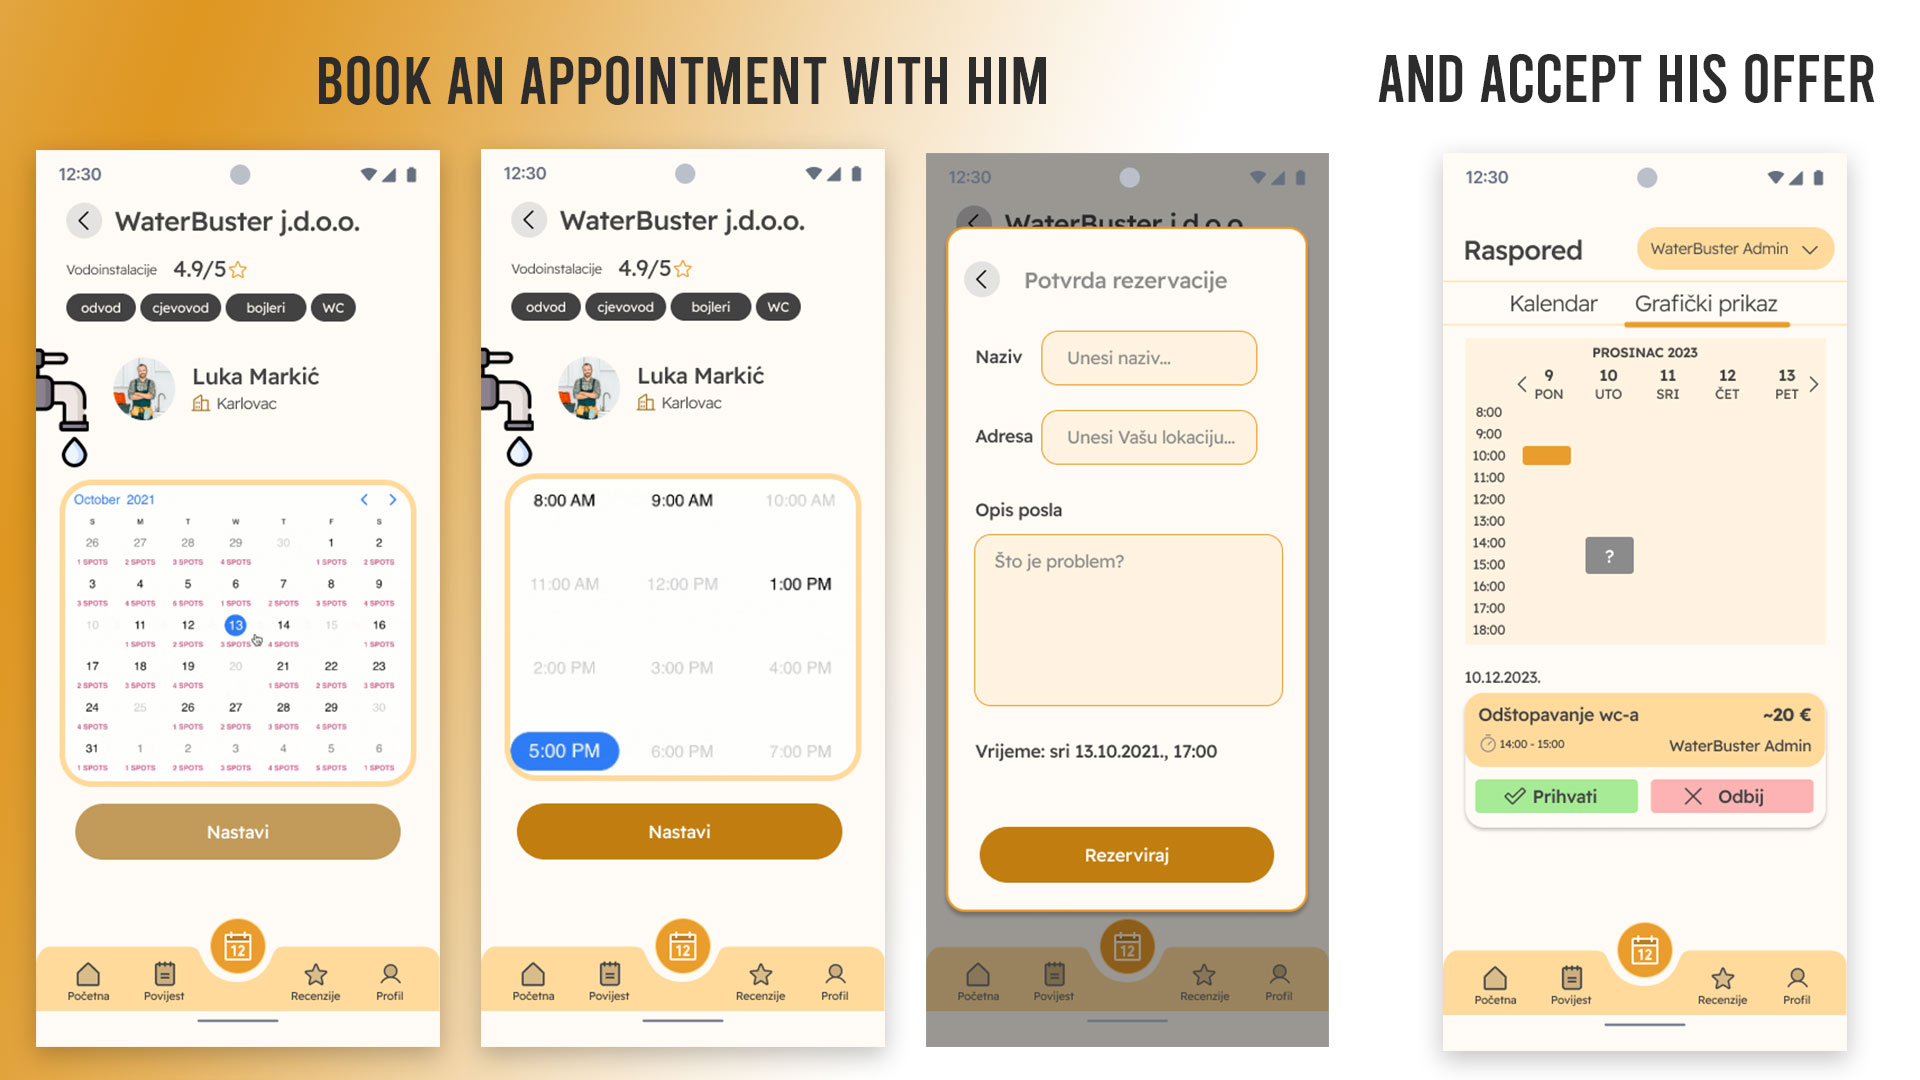 BOOK AN APPOINTMENT WITH HIM
AND ACCEPT HIS OFFER
12:30
WaterBuster j.d.o.o.
Vodoinstalacije 4.9/5
odvod cjevovod bojleri WC
Luka Markić
Karlovac
October 2021
S M T W T F S
26 27 28 29 30 1 2
1 SPOTS 2 SPOTS 3 SPOTS 4 SPOTS 1 SPOTS 2 SPOTS
3 4 5 6 7 8 9
3 SPOTS 4 SPOTS 5 SPOTS 1 SPOTS 2 SPOTS 3 SPOTS 4 SPOTS
10 11 12 13 14 15 16
1 SPOTS 2 SPOTS 3 SPOTS 4 SPOTS 1 SPOTS
17 18 19 20 21 22 23
2 SPOTS 3 SPOTS 4 SPOTS 1 SPOTS 2 SPOTS 3 SPOTS
24 25 26 27 28 29 30
4 SPOTS 1 SPOTS 2 SPOTS 3 SPOTS 4 SPOTS
31 1 2 3 4 5 6
1 SPOTS 1 SPOTS 2 SPOTS 3 SPOTS 4 SPOTS 5 SPOTS 1 SPOTS
Nastavi
12
Početna Povijest Recenzije Profil
12:30
WaterBuster j.d.o.o.
Vodoinstalacije 4.9/5
odvod cjevovod bojleri WC
Luka Markić
Karlovac
8:00 AM 9:00 AM 10:00 AM
11:00 AM 12:00 PM 1:00 PM
2:00 PM 3:00 PM 4:00 PM
5:00 PM 6:00 PM 7:00 PM
Nastavi
12
Početna Povijest Recenzije Profil
12:30
WaterBuster j.d.o.o.
Potvrda rezervacije
Naziv Unesi naziv...
Adresa Unesi Vašu lokaciju...
Opis posla
Što je problem?
Vrijeme: sri 13.10.2021., 17:00
Rezerviraj
12
Početna Povijest Recenzije Profil
12:30
Raspored WaterBuster Admin
Kalendar Grafički prikaz
PROSINAC 2023
9 10 11 12 13
PON UTO SRI ČET PET
8:00
9:00
10:00
11:00
12:00
13:00
14:00
?
15:00
16:00
17:00
18:00
10.12.2023.
Odštopavanje wc-a ~20 €
14:00 - 15:00 WaterBuster Admin
Prihvati Odbij
12
Početna Povijest Recenzije Profil